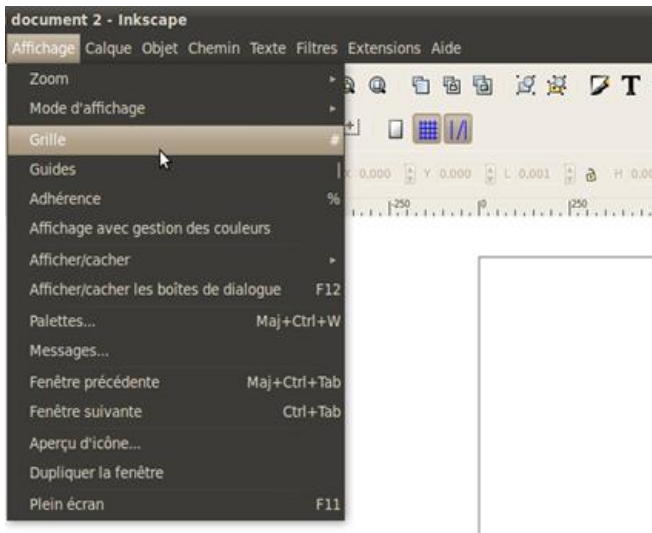 document 2 - Inkscape
Affichage Calque Objet Chemin Texte Filtres Extensions Aide
Zoom
Mode d'affichage
Grille #
Guides |
Adhérence %
Affichage avec gestion des couleurs
Afficher/cacher
Afficher/cacher les boîtes de dialogue F12
Palettes... Maj+Ctrl+W
Messages...
Fenêtre précédente Maj+Ctrl+Tab
Fenêtre suivante Ctrl+Tab
Aperçu d'icône...
Dupliquer la fenêtre
Plein écran F11
0,000 Y 0.000 L 0.001 H 0.00
-250 0 250